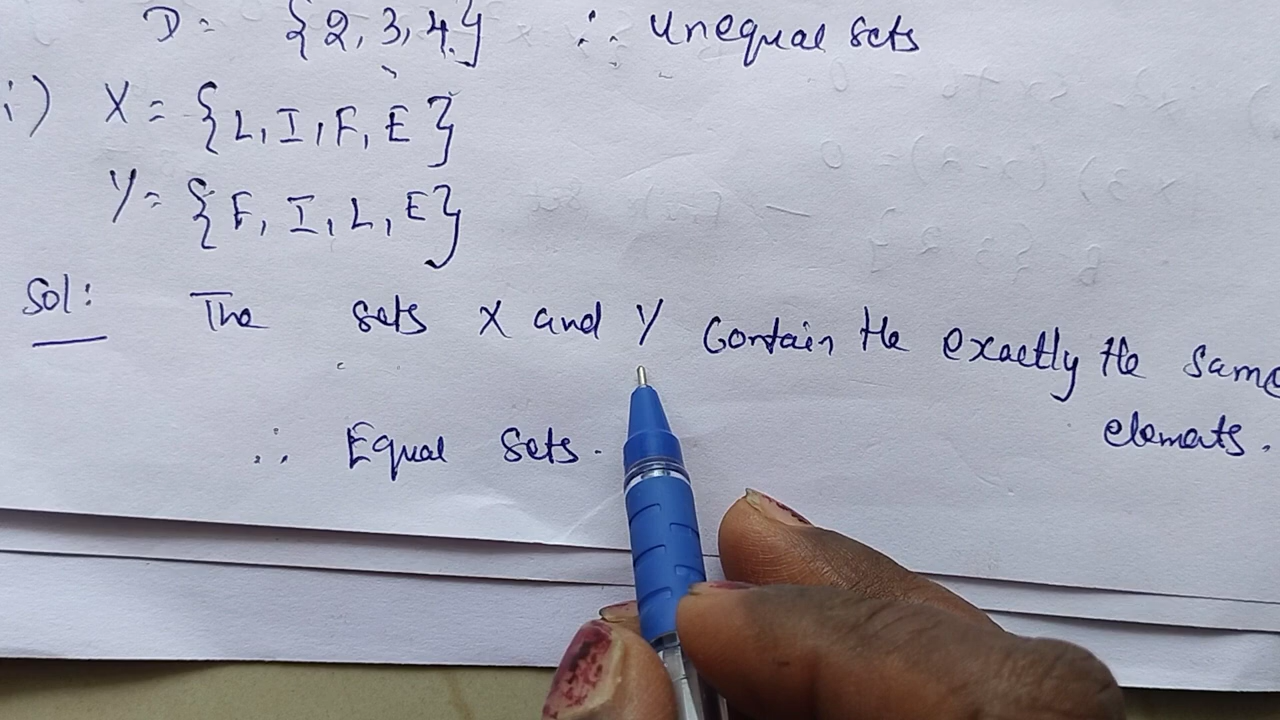 D = {2, 3, 4} ∴ Unequal sets
i) X = {L, I, F, E}
Y = {F, I, L, E}
Sol: The sets X and Y contain the exactly the same
elements.
∴ Equal sets.